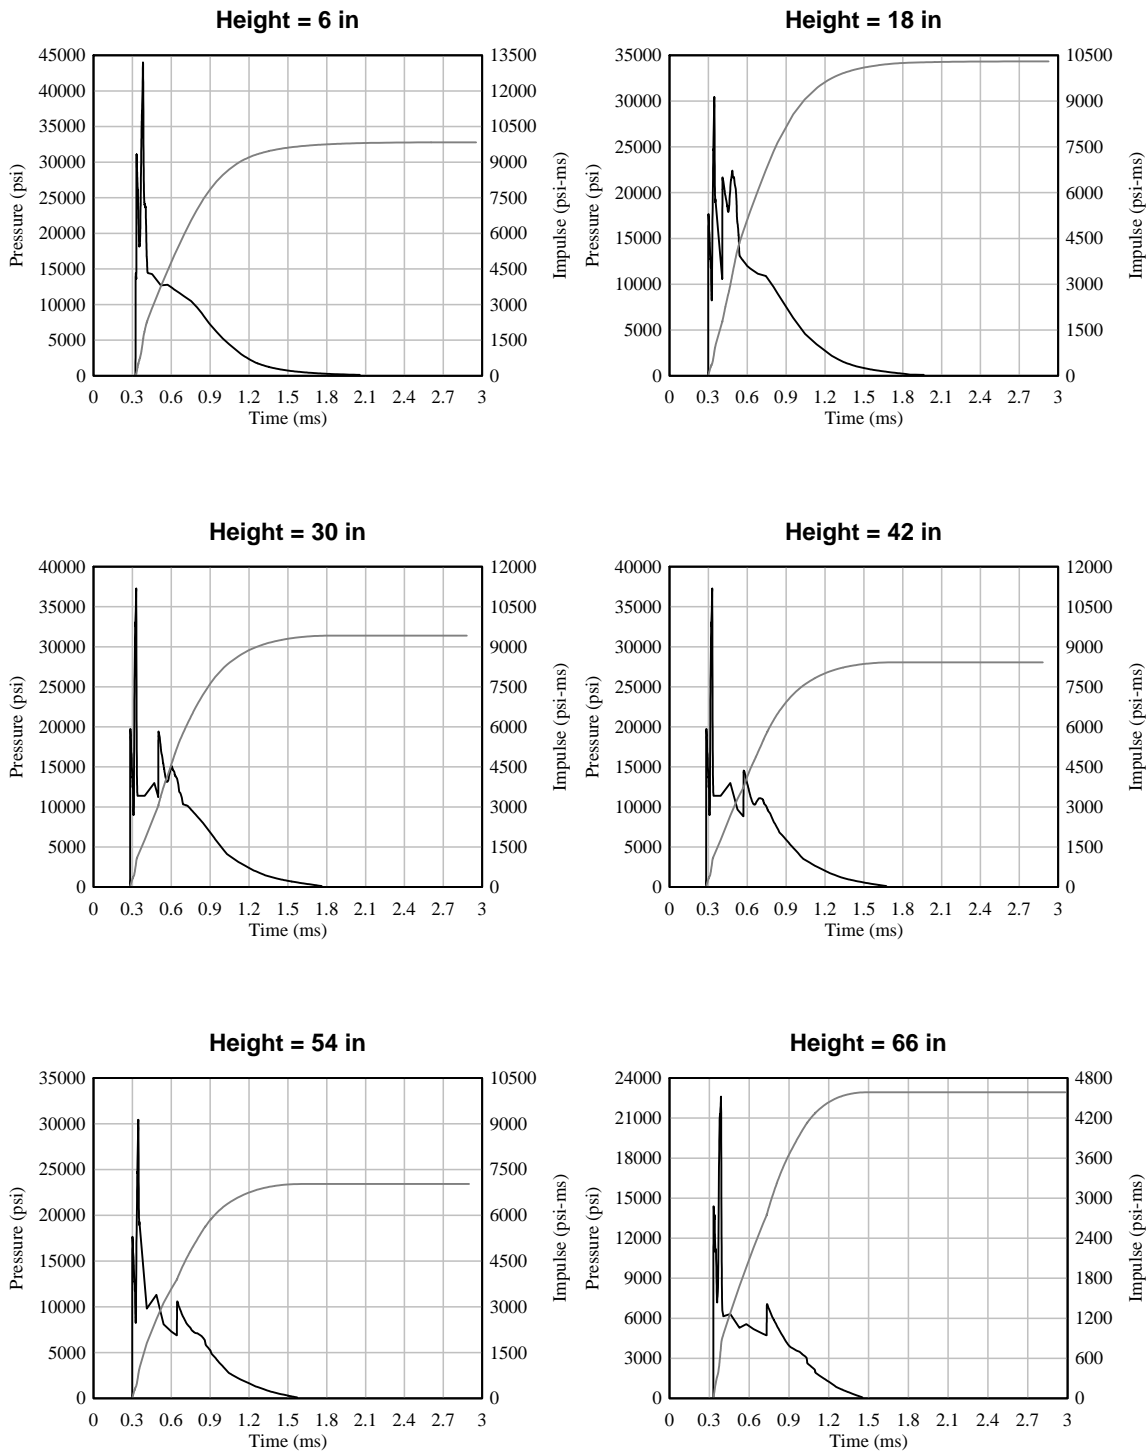 Height = 6 in
45000 40000 35000 30000 25000 20000 15000 10000 5000 0
Pressure (psi)
13500 12000 10500 9000 7500 6000 4500 3000 1500 0
Impulse (psi-ms)
0 0.3 0.6 0.9 1.2 1.5 1.8 2.1 2.4 2.7 3
Time (ms)
Height = 18 in
35000 30000 25000 20000 15000 10000 5000 0
Pressure (psi)
10500 9000 7500 6000 4500 3000 1500 0
Impulse (psi-ms)
0 0.3 0.6 0.9 1.2 1.5 1.8 2.1 2.4 2.7 3
Time (ms)
Height = 30 in
40000 35000 30000 25000 20000 15000 10000 5000 0
Pressure (psi)
12000 10500 9000 7500 6000 4500 3000 1500 0
Impulse (psi-ms)
0 0.3 0.6 0.9 1.2 1.5 1.8 2.1 2.4 2.7 3
Time (ms)
Height = 42 in
40000 35000 30000 25000 20000 15000 10000 5000 0
Pressure (psi)
12000 10500 9000 7500 6000 4500 3000 1500 0
Impulse (psi-ms)
0 0.3 0.6 0.9 1.2 1.5 1.8 2.1 2.4 2.7 3
Time (ms)
Height = 54 in
35000 30000 25000 20000 15000 10000 5000 0
Pressure (psi)
10500 9000 7500 6000 4500 3000 1500 0
Impulse (psi-ms)
0 0.3 0.6 0.9 1.2 1.5 1.8 2.1 2.4 2.7 3
Time (ms)
Height = 66 in
24000 21000 18000 15000 12000 9000 6000 3000 0
Pressure (psi)
4800 4200 3600 3000 2400 1800 1200 600 0
Impulse (psi-ms)
0 0.3 0.6 0.9 1.2 1.5 1.8 2.1 2.4 2.7 3
Time (ms)